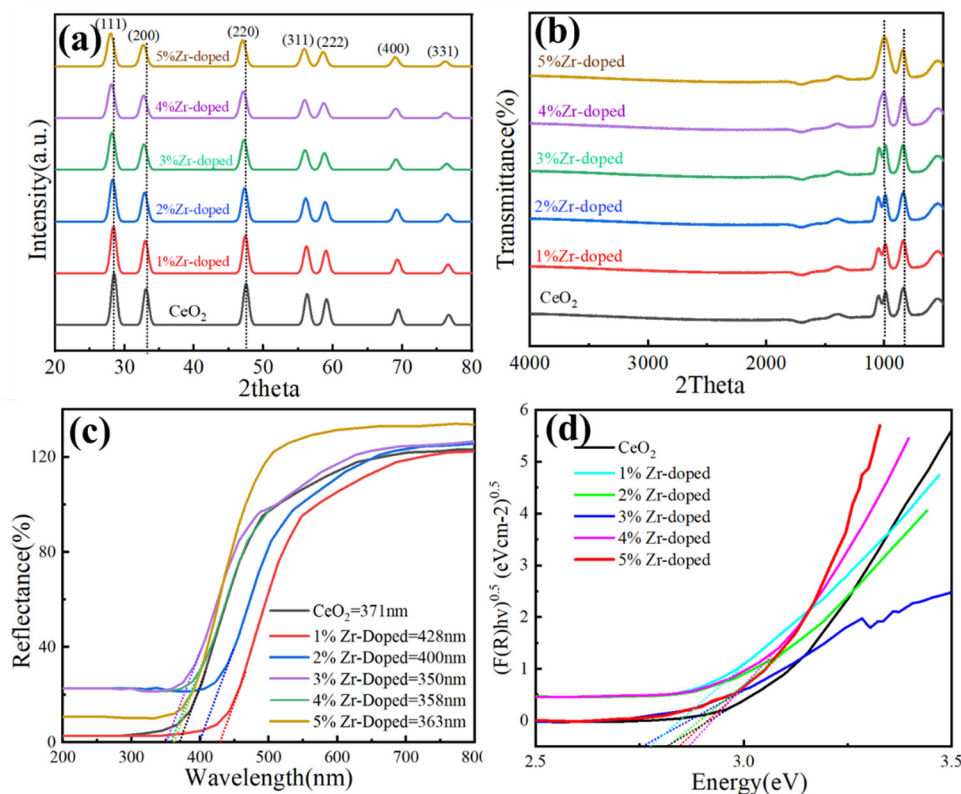 (a)
(111)
(200)
(220)
(311)
(222)
(400)
(331)
5%Zr-doped
4%Zr-doped
3%Zr-doped
2%Zr-doped
1%Zr-doped
CeO₂
Intensity(a.u.)
20 30 40 50 60 70 80
2theta
(b)
5%Zr-doped
4%Zr-doped
3%Zr-doped
2%Zr-doped
1%Zr-doped
CeO₂
Transmittance(%)
4000 3000 2000 1000
2Theta
(c)
120
80
40
0
Reflectance(%)
CeO₂=371nm
1% Zr-Doped=428nm
2% Zr-Doped=400nm
3% Zr-Doped=350nm
4% Zr-Doped=358nm
5% Zr-Doped=363nm
200 300 400 500 600 700 800
Wavelength(nm)
(d)
6
5
4
3
2
1
0
(F(R)hv)^0.5 (eVcm-2)^0.5
CeO₂
1% Zr-doped
2% Zr-doped
3% Zr-doped
4% Zr-doped
5% Zr-doped
2.5 3.0 3.5
Energy(eV)